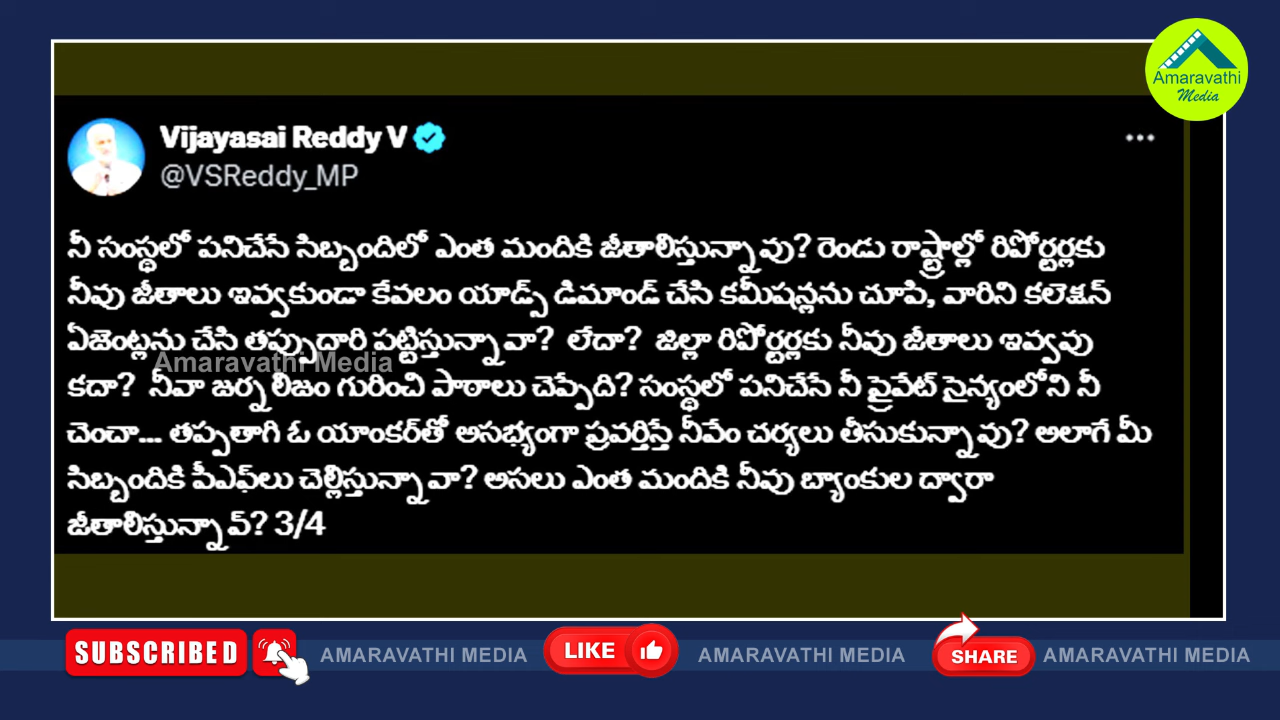 Amaravathi
Media
Vijayasai Reddy V
@VSReddy_MP
నీ సంస్థలో పనిచేసే సిబ్బందిలో ఎంత మందికి జీతాలిస్తున్నావు? రెండు రాష్ట్రాల్లో రిపోర్టర్లకు
నీవు జీతాలు ఇవ్వకుండా కేవలం యాడ్స్ డిమాండ్ చేసి కమీషన్లను చూపి, వారిని కలెక్షన్
ఏజెంట్లను చేసి తప్పుదారి పట్టిస్తున్నావా? లేదా? జిల్లా రిపోర్టర్లకు నీవు జీతాలు ఇవ్వవు
Amaravathi Media
కదా? నీవా జర్నలిజం గురించి పాఠాలు చెప్పేది? సంస్థలో పనిచేసే నీ ప్రైవేట్ సైన్యంలోని నీ
చెంచా... తప్పతాగి ఓ యాంకర్‌తో అసభ్యంగా ప్రవర్తిస్తే నీవేం చర్యలు తీసుకున్నావు? అలాగే మీ
సిబ్బందికి పీఎఫ్‌లు చెల్లిస్తున్నావా? అసలు ఎంత మందికి నీవు బ్యాంకుల ద్వారా
జీతాలిస్తున్నావ్? 3/4
SUBSCRIBED AMARAVATHI MEDIA LIKE AMARAVATHI MEDIA SHARE AMARAVATHI MEDIA